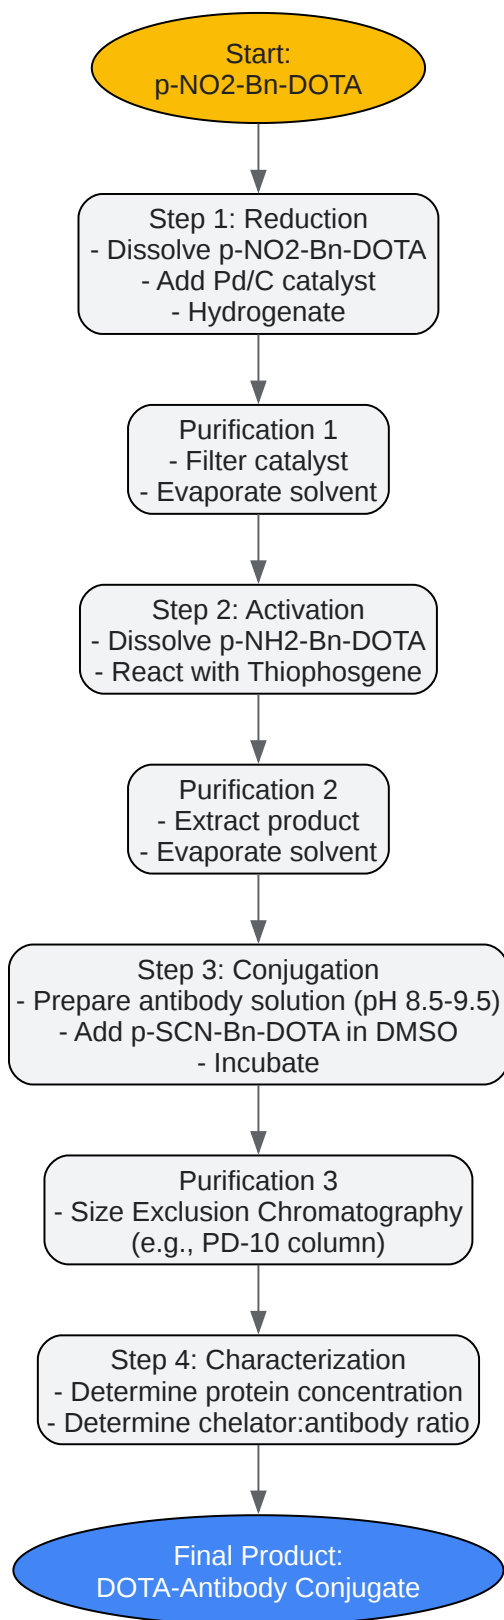 Start:
p-NO2-Bn-DOTA
Step 1: Reduction
- Dissolve p-NO2-Bn-DOTA
- Add Pd/C catalyst
- Hydrogenate
Purification 1
- Filter catalyst
- Evaporate solvent
Step 2: Activation
- Dissolve p-NH2-Bn-DOTA
- React with Thiophosgene
Purification 2
- Extract product
- Evaporate solvent
Step 3: Conjugation
- Prepare antibody solution (pH 8.5-9.5)
- Add p-SCN-Bn-DOTA in DMSO
- Incubate
Purification 3
- Size Exclusion Chromatography
(e.g., PD-10 column)
Step 4: Characterization
- Determine protein concentration
- Determine chelator:antibody ratio
Final Product:
DOTA-Antibody Conjugate